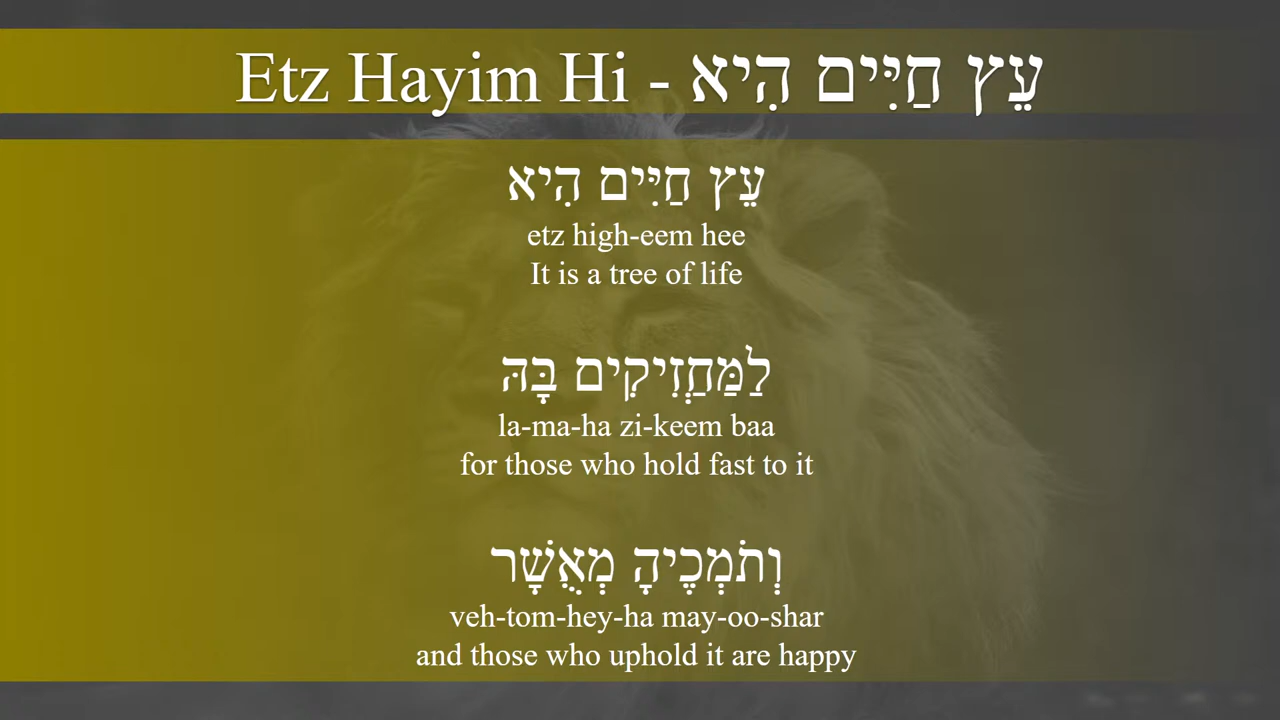 Etz Hayim Hi - עֵץ חַיִּים הִיא
עֵץ חַיִּים הִיא
etz high-eem hee
It is a tree of life
לַמַּחֲזִיקִים בָּהּ
la-ma-ha zi-keem baa
for those who hold fast to it
וְתֹמְכֶיהָ מְאֻשָּׁר
veh-tom-hey-ha may-oo-shar
and those who uphold it are happy